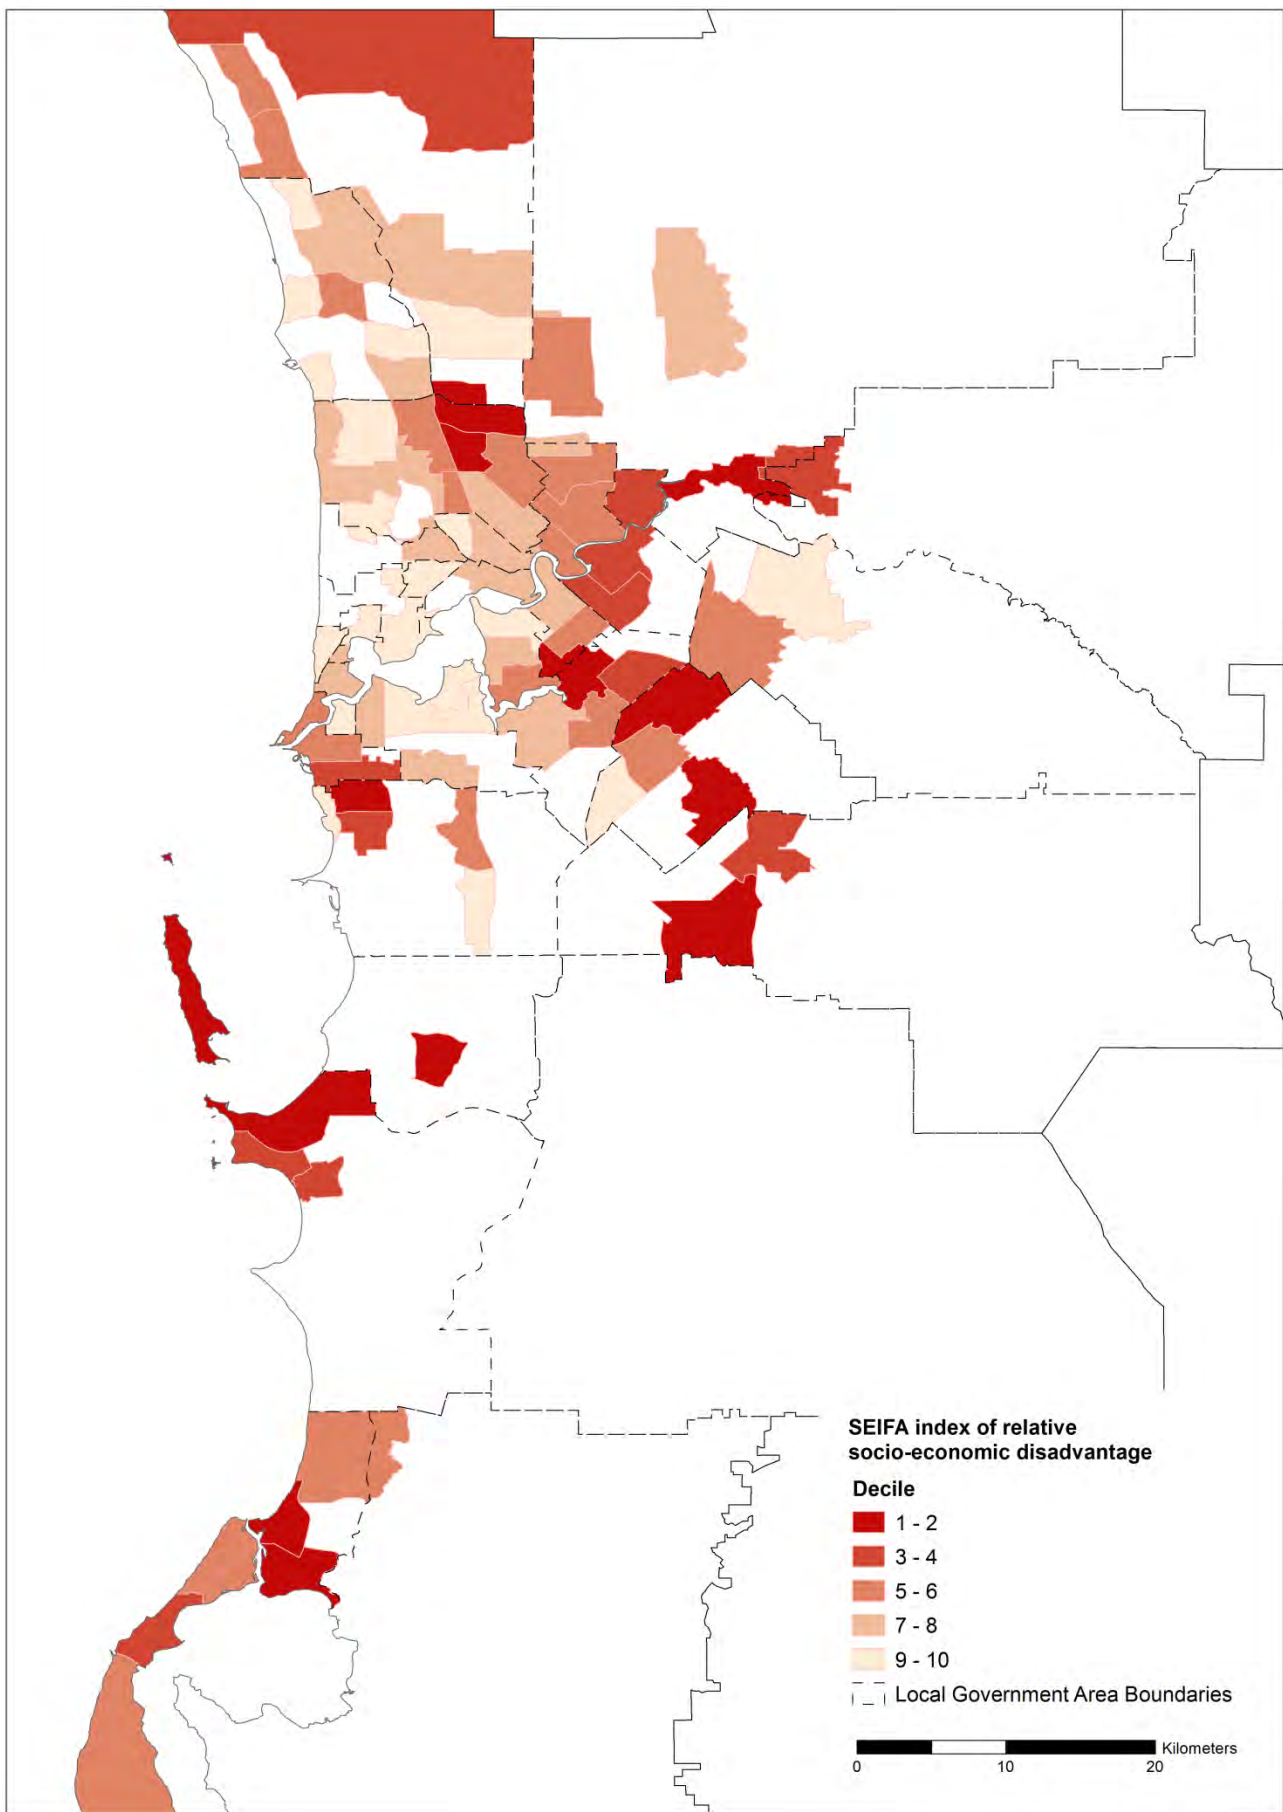 SEIFA index of relative
socio-economic disadvantage
Decile
1 - 2
3 - 4
5 - 6
7 - 8
9 - 10
Local Government Area Boundaries
Kilometers
0 10 20